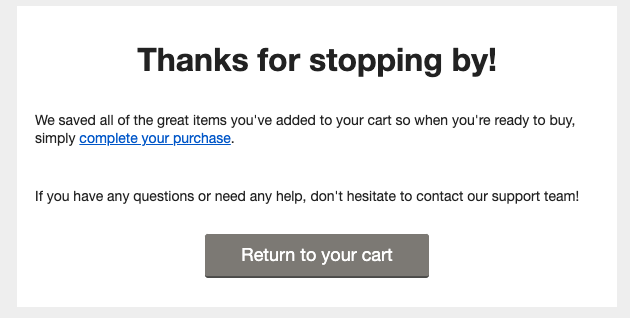 Thanks for stopping by!
We saved all of the great items you've added to your cart so when you're ready to buy,
simply complete your purchase.
If you have any questions or need any help, don't hesitate to contact our support team!
Return to your cart